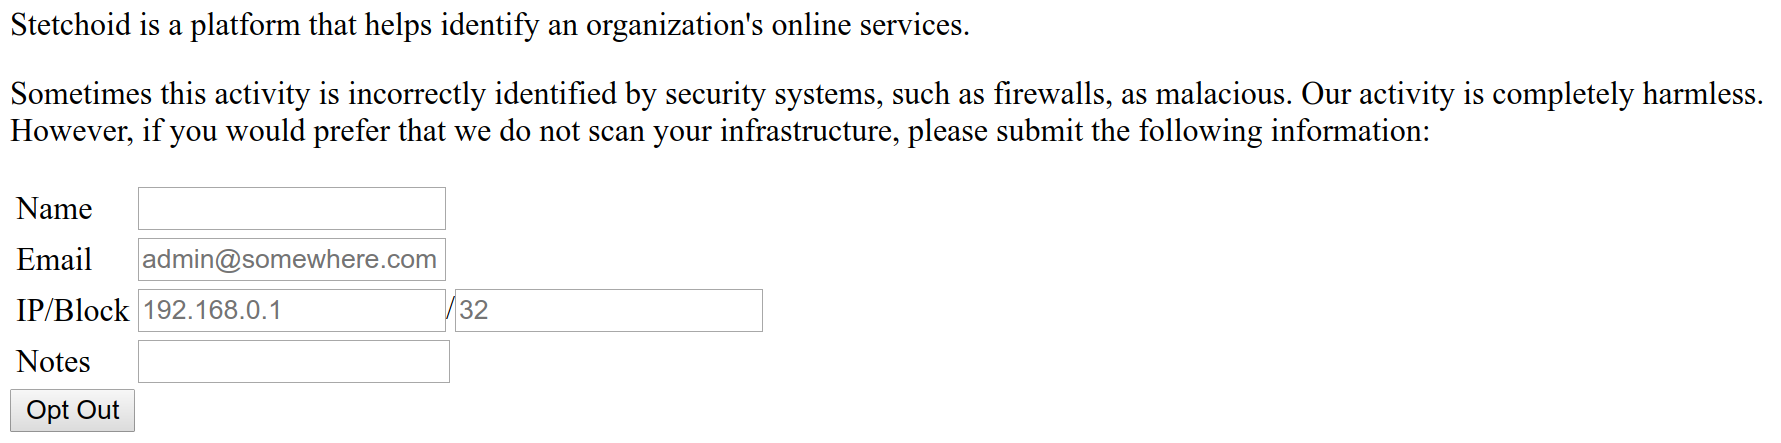 Stetchoid is a platform that helps identify an organization's online services.
Sometimes this activity is incorrectly identified by security systems, such as firewalls, as malacious. Our activity is completely harmless.
However, if you would prefer that we do not scan your infrastructure, please submit the following information:
Name
Email admin@somewhere.com
IP/Block 192.168.0.1 / 32
Notes
Opt Out